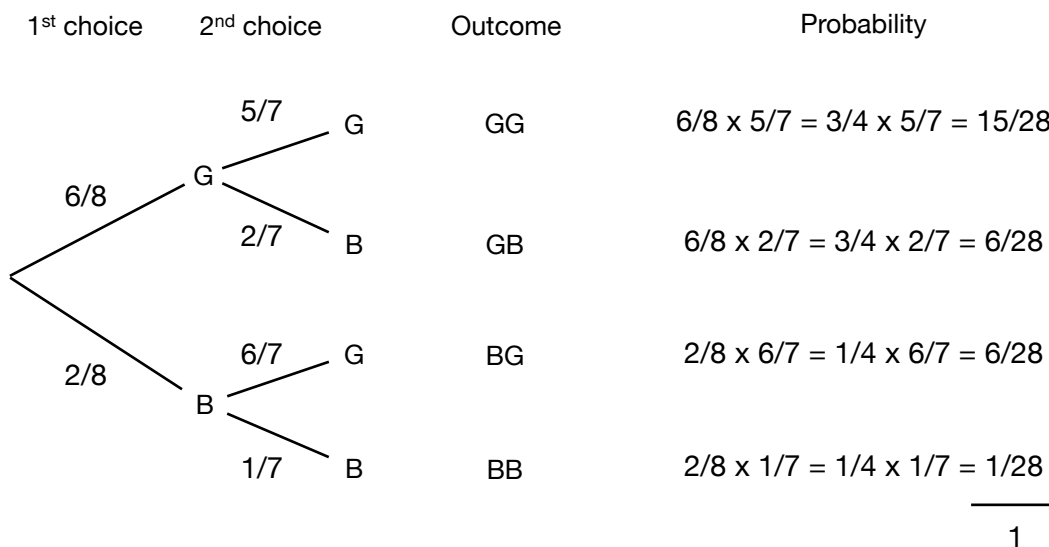 1st choice 2nd choice Outcome Probability
5/7
G GG 6/8 x 5/7 = 3/4 x 5/7 = 15/28
G
6/8
2/7 B GB 6/8 x 2/7 = 3/4 x 2/7 = 6/28
6/7 G BG 2/8 x 6/7 = 1/4 x 6/7 = 6/28
2/8
B
1/7 B BB 2/8 x 1/7 = 1/4 x 1/7 = 1/28
1